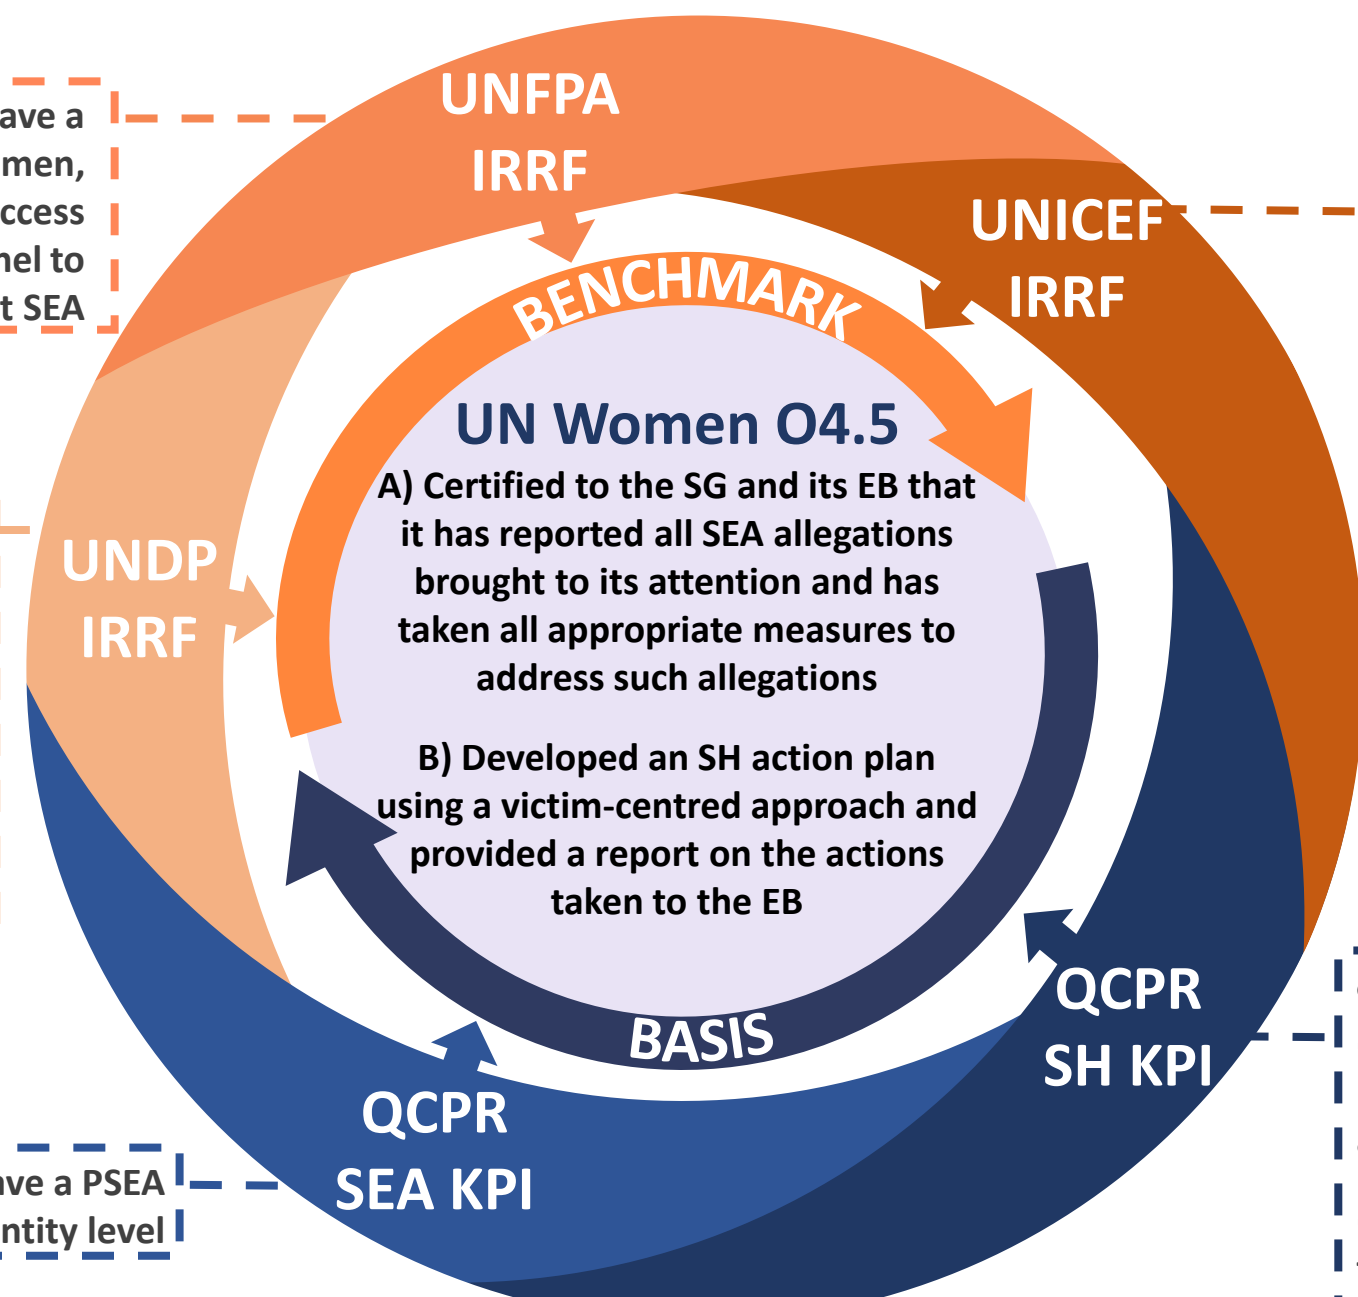 UNFPA
IRRF
men,
t SEA
UNICEF
IRRF
BENCHMARK
UN Women O4.5
A) Certified to the SG and its EB that
it has reported all SEA allegations
brought to its attention and has
taken all appropriate measures to
address such allegations
B) Developed an SH action plan
using a victim-centred approach and
provided a report on the actions
taken to the EB
UNDP
IRRF
BASIS
QCPR
SH KPI
QCPR
SEA KPI
ave a PSEA
ntity level
ave a
ccess
nel to